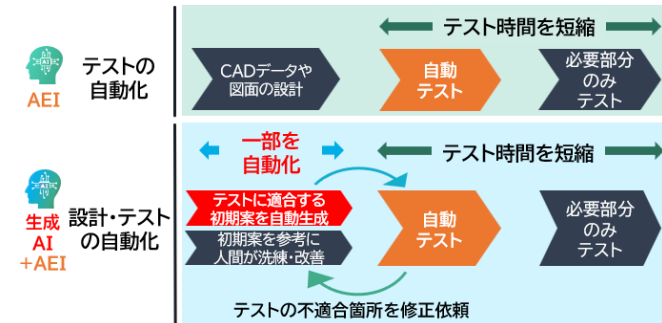 テスト時間を短縮
AI
AEI
テストの
自動化
CADデータや
図面の設計
自動
テスト
必要部分
のみ
テスト
一部を
自動化
テスト時間を短縮
AI
生成
AI
+AEI
設計・テスト
の自動化
テストに適合する
初期案を自動生成
初期案を参考に
人間が洗練・改善
自動
テスト
必要部分
のみ
テスト
テストの不適合箇所を修正依頼